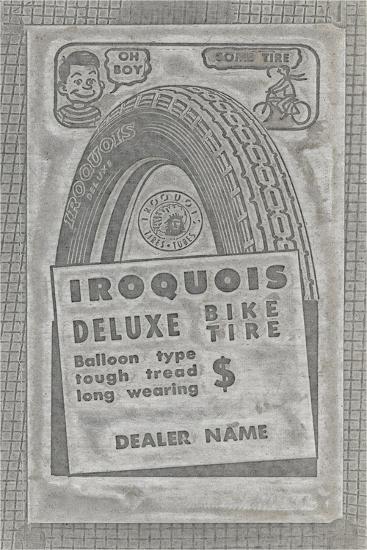 OH
BOY
SOME TIRE
IROQUOIS
DELUXE
IROQUOIS
TIRES • TUBES
IROQUOIS
DELUXE BIKE TIRE
Balloon type
tough tread
long wearing
$
DEALER NAME